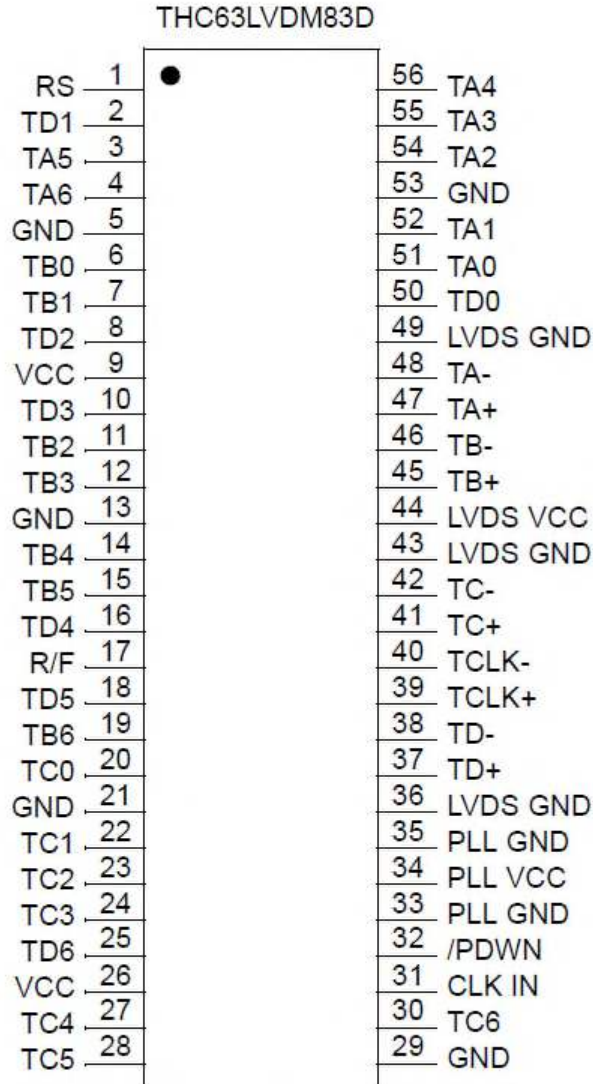 THC63LVDM83D
RS 1
TD1 2
TA5 3
TA6 4
GND 5
TB0 6
TB1 7
TD2 8
VCC 9
TD3 10
TB2 11
TB3 12
GND 13
TB4 14
TB5 15
TD4 16
R/F 17
TD5 18
TB6 19
TC0 20
GND 21
TC1 22
TC2 23
TC3 24
TD6 25
VCC 26
TC4 27
TC5 28
56 TA4
55 TA3
54 TA2
53 GND
52 TA1
51 TA0
50 TD0
49 LVDS GND
48 TA-
47 TA+
46 TB-
45 TB+
44 LVDS VCC
43 LVDS GND
42 TC-
41 TC+
40 TCLK-
39 TCLK+
38 TD-
37 TD+
36 LVDS GND
35 PLL GND
34 PLL VCC
33 PLL GND
32 /PDWN
31 CLK IN
30 TC6
29 GND